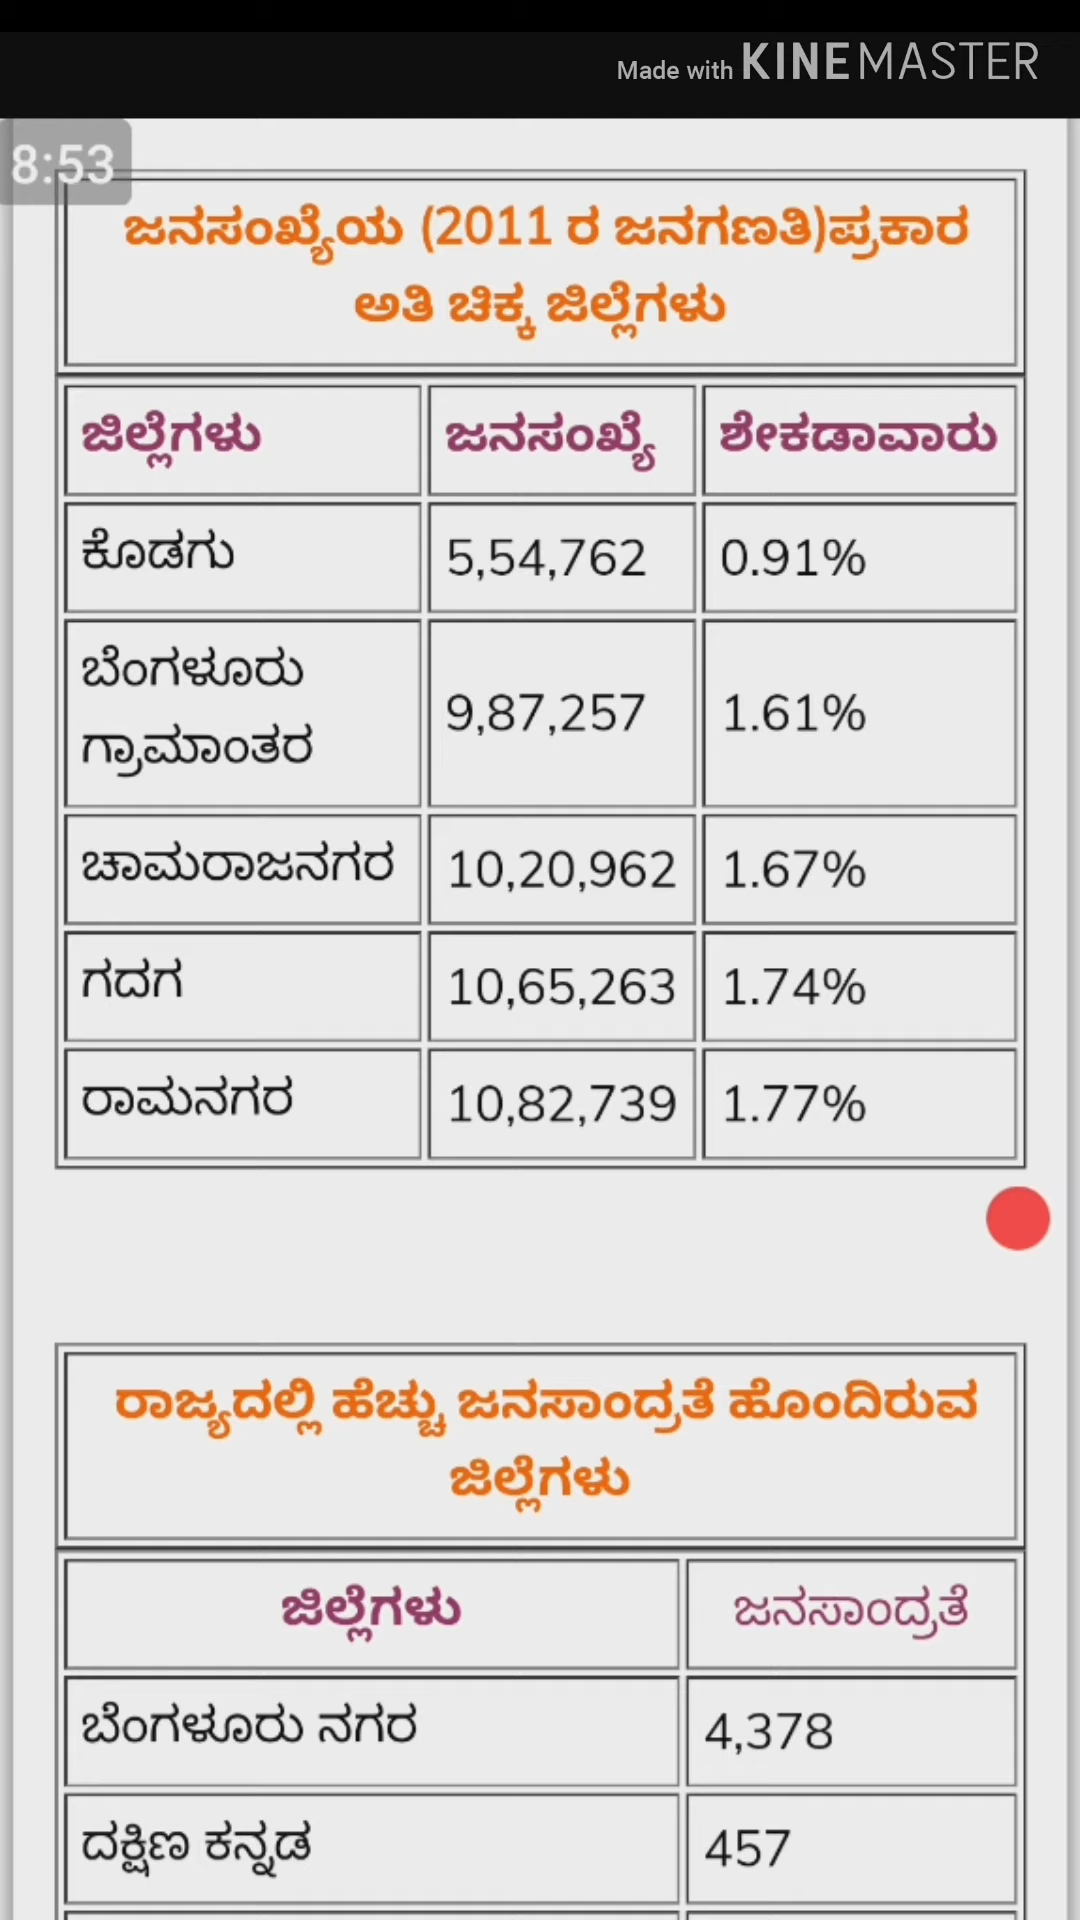 Made with KINEMASTER
8:53
ಜನಸಂಖ್ಯೆಯ (2011 ರ ಜನಗಣತಿ)ಪ್ರಕಾರ
ಅತಿ ಚಿಕ್ಕ ಜಿಲ್ಲೆಗಳು
ಜಿಲ್ಲೆಗಳು ಜನಸಂಖ್ಯೆ ಶೇಕಡಾವಾರು
ಕೊಡಗು 5,54,762 0.91%
ಬೆಂಗಳೂರು
ಗ್ರಾಮಾಂತರ 9,87,257 1.61%
ಚಾಮರಾಜನಗರ 10,20,962 1.67%
ಗದಗ 10,65,263 1.74%
ರಾಮನಗರ 10,82,739 1.77%
ರಾಜ್ಯದಲ್ಲಿ ಹೆಚ್ಚು ಜನಸಾಂದ್ರತೆ ಹೊಂದಿರುವ
ಜಿಲ್ಲೆಗಳು
ಜಿಲ್ಲೆಗಳು ಜನಸಾಂದ್ರತೆ
ಬೆಂಗಳೂರು ನಗರ 4,378
ದಕ್ಷಿಣ ಕನ್ನಡ 457